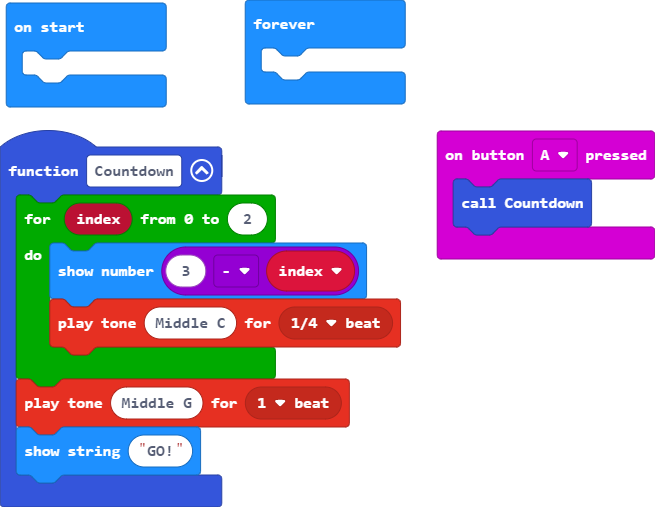 on start
forever
function Countdown
for index from 0 to 2
do
show number 3 - index
play tone Middle C for 1/4 beat
play tone Middle G for 1 beat
show string "GO!"
on button A pressed
call Countdown